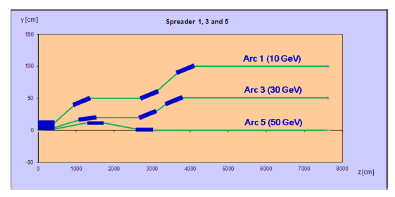 y [cm]
Spreader 1, 3 and 5
150
Arc 1 (10 GeV)
100
Arc 3 (30 GeV)
50
Arc 5 (50 GeV)
0
-50
0 1000 2000 3000 4000 5000 6000 7000 8000
z [cm]